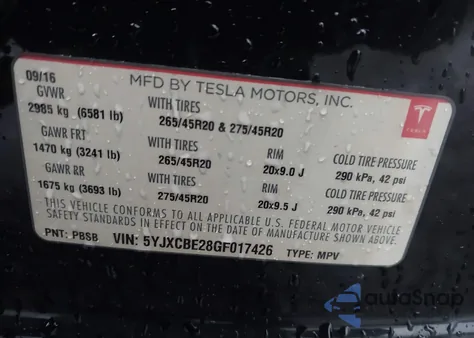 09/16 MFD BY TESLA MOTORS, INC.
GVWR WITH TIRES
2985 kg (6581 lb) 265/45R20 & 275/45R20
GAWR FRT WITH TIRES RIM COLD TIRE PRESSURE
1470 kg (3241 lb) 265/45R20 20x9.0 J 290 kPa, 42 psi
GAWR RR WITH TIRES RIM COLD TIRE PRESSURE
1675 kg (3693 lb) 275/45R20 20x9.5 J 290 kPa, 42 psi
THIS VEHICLE CONFORMS TO ALL APPLICABLE U.S. FEDERAL MOTOR VEHICLE
SAFETY STANDARDS IN EFFECT ON THE DATE OF MANUFACTURE SHOWN ABOVE.
PNT: PBSB VIN: 5YJXCBE28GF017426 TYPE: MPV
TESLA
AutoSnap